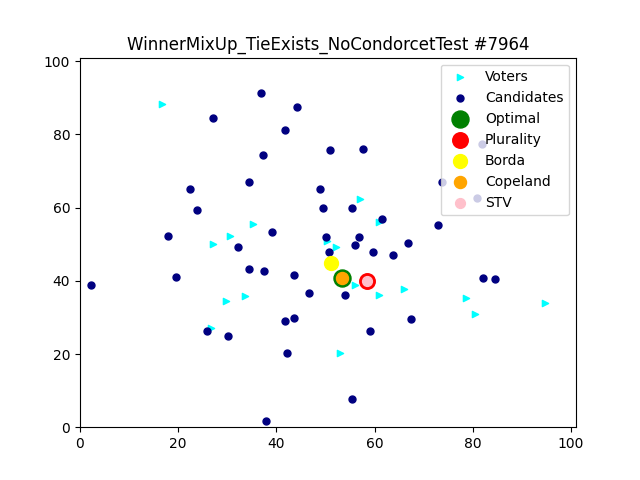 WinnerMixUp_TieExists_NoCondorcetTest #7964
100
80
60
40
20
0
0 20 40 60 80 100
Voters
Candidates
Optimal
Plurality
Borda
Copeland
STV